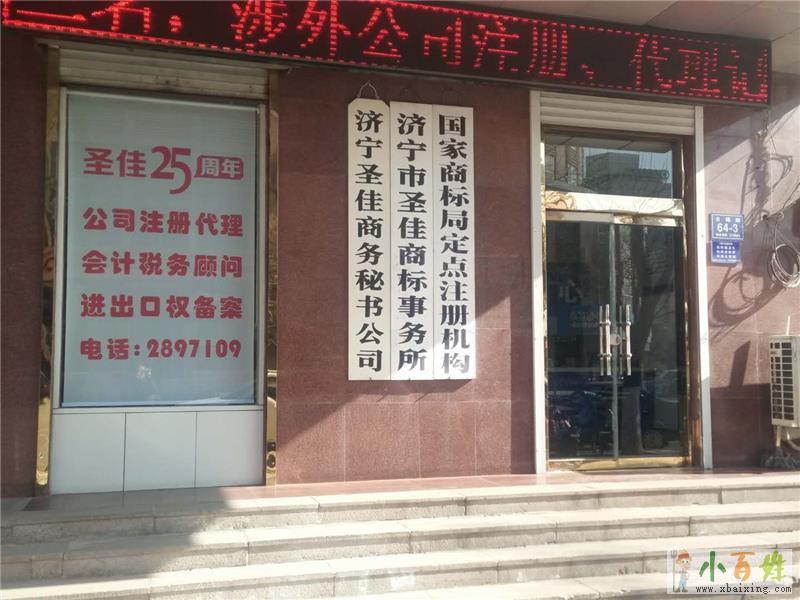 名：涉外公司注册、代理记
圣佳25周年
公司注册代理
会计税务顾问
进出口权备案
电话：2897109
济宁圣佳商务秘书公司
济宁市圣佳商标事务所
国家商标局定点注册机构
64-3
小百姓
www.xbaixing.com